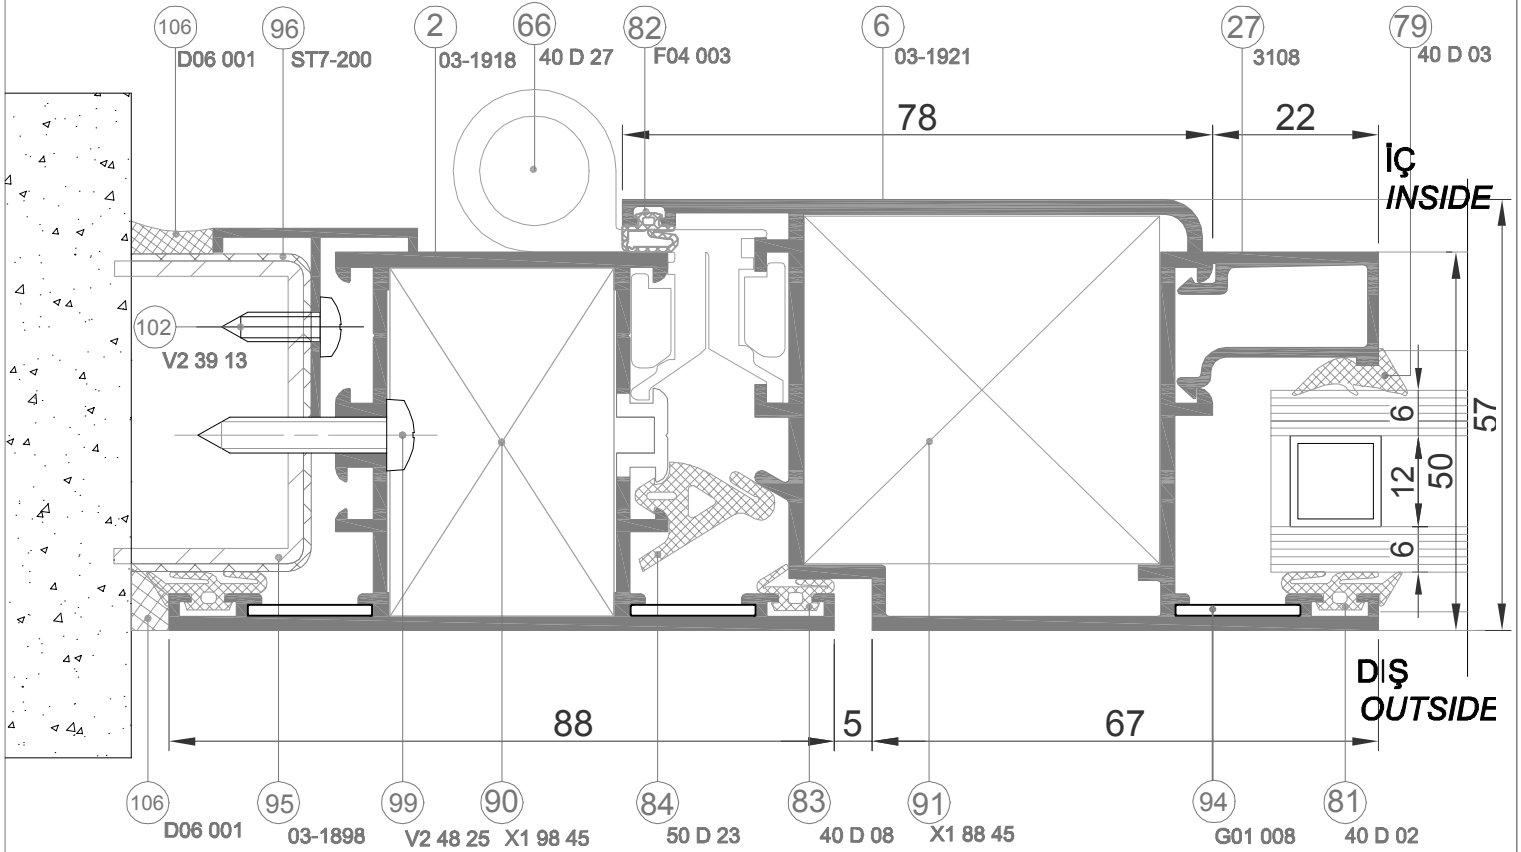 106
D06 001
96
ST7-200
2
03-1918
66
40 D 27
82
F04 003
6
03-1921
27
3108
79
40 D 03
78
22
İÇ
INSIDE
102
V2 39 13
6
12
6
50
57
DIŞ
OUTSIDE
88
5
67
106
D06 001
95
03-1898
99
V2 48 25
90
X1 98 45
84
50 D 23
83
40 D 08
91
X1 88 45
94
G01 008
81
40 D 02